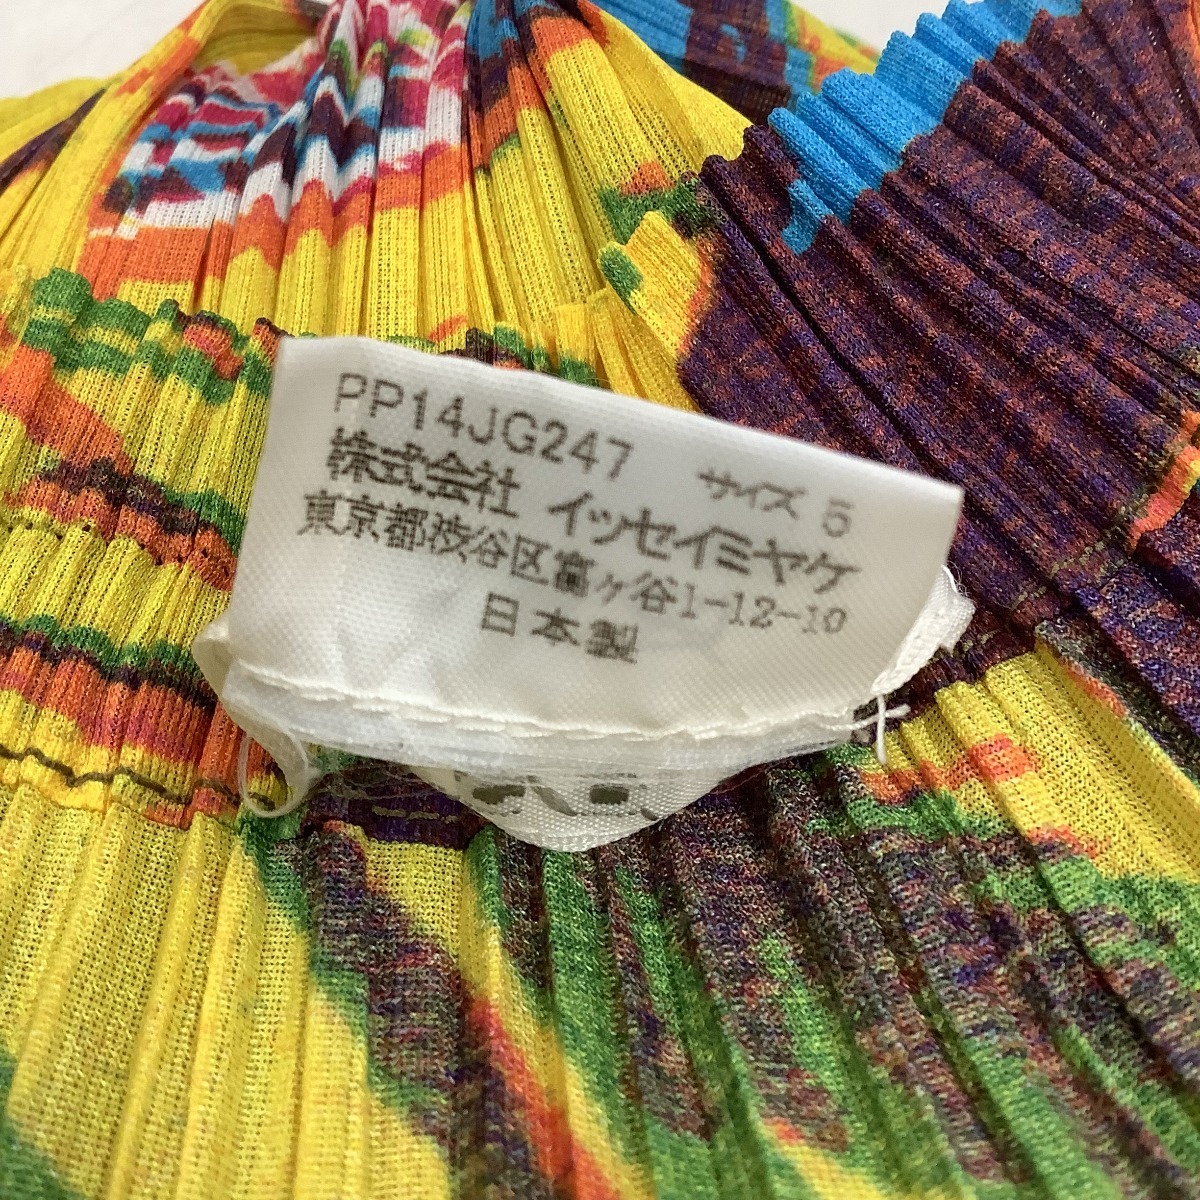 PP14JG247 サイズ 5
株式会社 イッセイミヤケ
東京都渋谷区富ヶ谷1-12-10
日本製